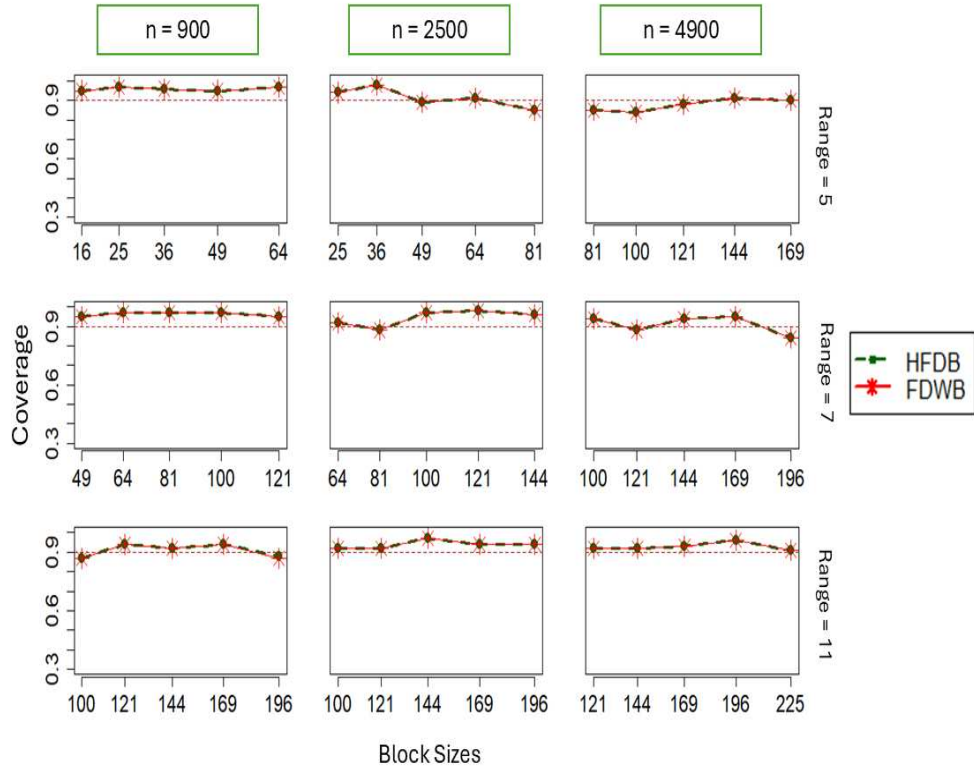 n = 900
n = 2500
n = 4900
0.9
0.6
0.3
16 25 36 49 64
25 36 49 64 81
81 100 121 144 169
Range = 5
0.9
0.6
0.3
49 64 81 100 121
64 81 100 121 144
100 121 144 169 196
Range = 7
Coverage
HFDB
FDWB
0.9
0.6
0.3
100 121 144 169 196
100 121 144 169 196
121 144 169 196 225
Range = 11
Block Sizes